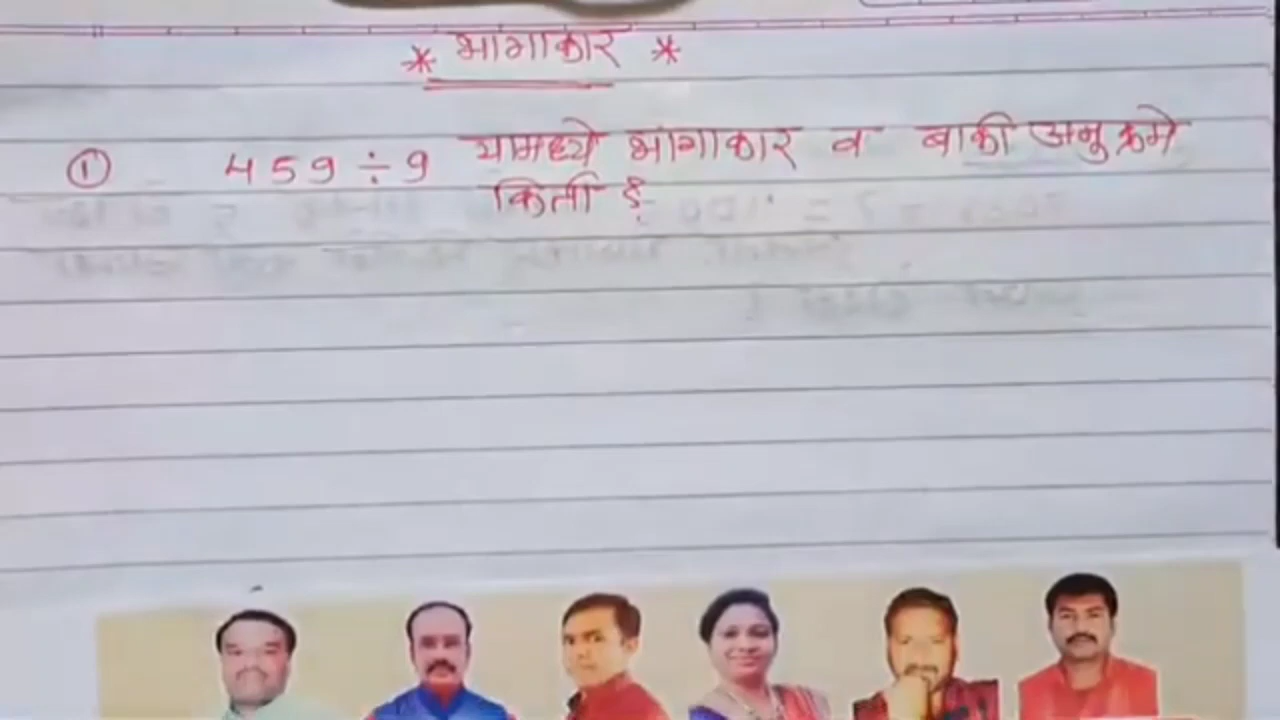 * भागाकार *
① 459 ÷ 9 यामध्ये भागाकार व बाकी अनुक्रमे
किती ?